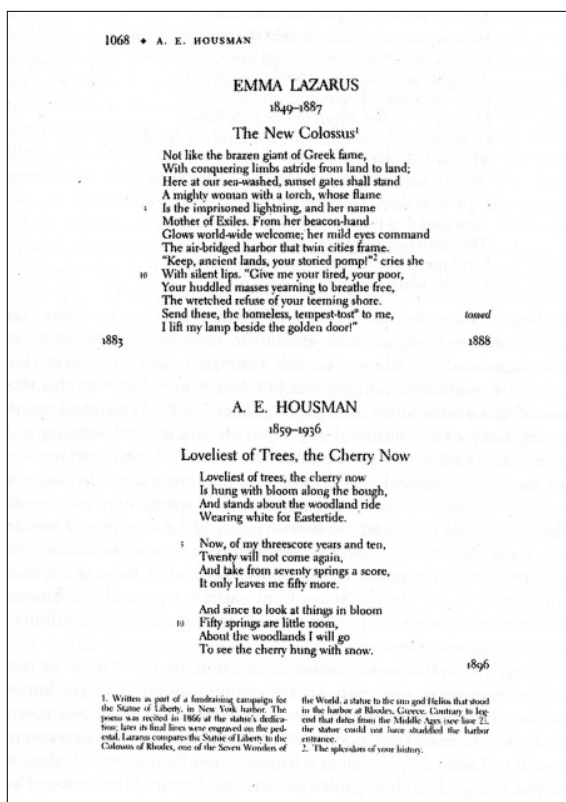 1068 ◆ A. E. HOUSMAN
EMMA LAZARUS
1849–1887
The New Colossus¹
Not like the brazen giant of Greek fame,
With conquering limbs astride from land to land;
Here at our sea-washed, sunset gates shall stand
A mighty woman with a torch, whose flame
5 Is the imprisoned lightning, and her name
Mother of Exiles. From her beacon-hand
Glows world-wide welcome; her mild eyes command
The air-bridged harbor that twin cities frame.
"Keep, ancient lands, your storied pomp!"² cries she
10 With silent lips. "Give me your tired, your poor,
Your huddled masses yearning to breathe free,
The wretched refuse of your teeming shore.
Send these, the homeless, tempest-tost° to me, tossed
I lift my lamp beside the golden door!"
1883 1888
A. E. HOUSMAN
1859–1936
Loveliest of Trees, the Cherry Now
Loveliest of trees, the cherry now
Is hung with bloom along the bough,
And stands about the woodland ride
Wearing white for Eastertide.
5 Now, of my threescore years and ten,
Twenty will not come again,
And take from seventy springs a score,
It only leaves me fifty more.
And since to look at things in bloom
10 Fifty springs are little room,
About the woodlands I will go
To see the cherry hung with snow.
1896
1. Written as part of a fundraising campaign for
the Statue of Liberty, in New York harbor. The
poem was recited in 1866 at the statue's dedica-
tion; later its final lines were engraved on the ped-
estal. Lazarus compares the Statue of Liberty to the
Colossus of Rhodes, one of the Seven Wonders of
the World, a statue to the sun god Helios that stood
in the harbor at Rhodes, Greece. Contrary to leg-
end that dates from the Middle Ages (see line 2),
the statue could not have straddled the harbor
entrance.
2. The splendors of your history.